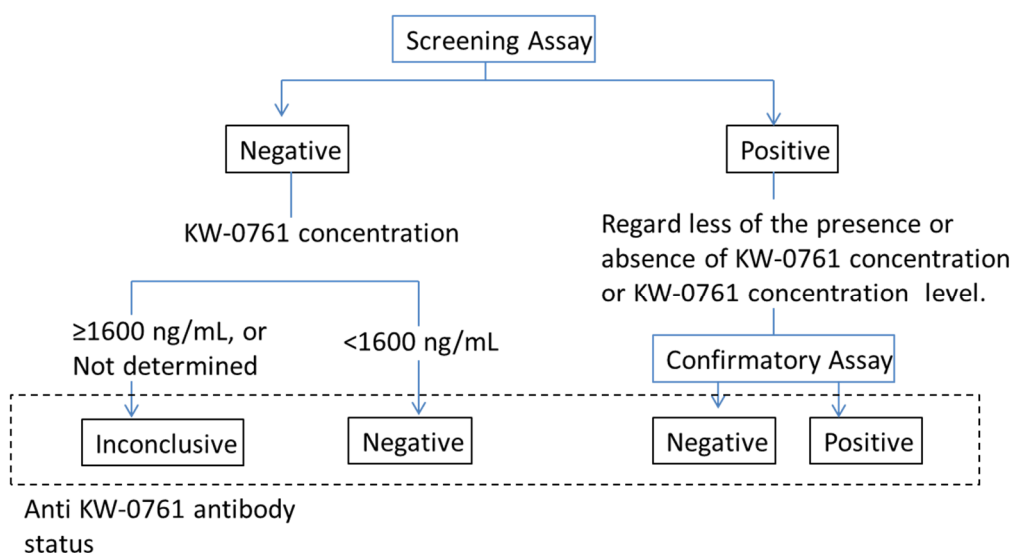 Screening Assay
Negative
Positive
KW-0761 concentration
Regard less of the presence or
absence of KW-0761 concentration
or KW-0761 concentration level.
≥1600 ng/mL, or
Not determined
<1600 ng/mL
Confirmatory Assay
Inconclusive
Negative
Negative
Positive
Anti KW-0761 antibody
status